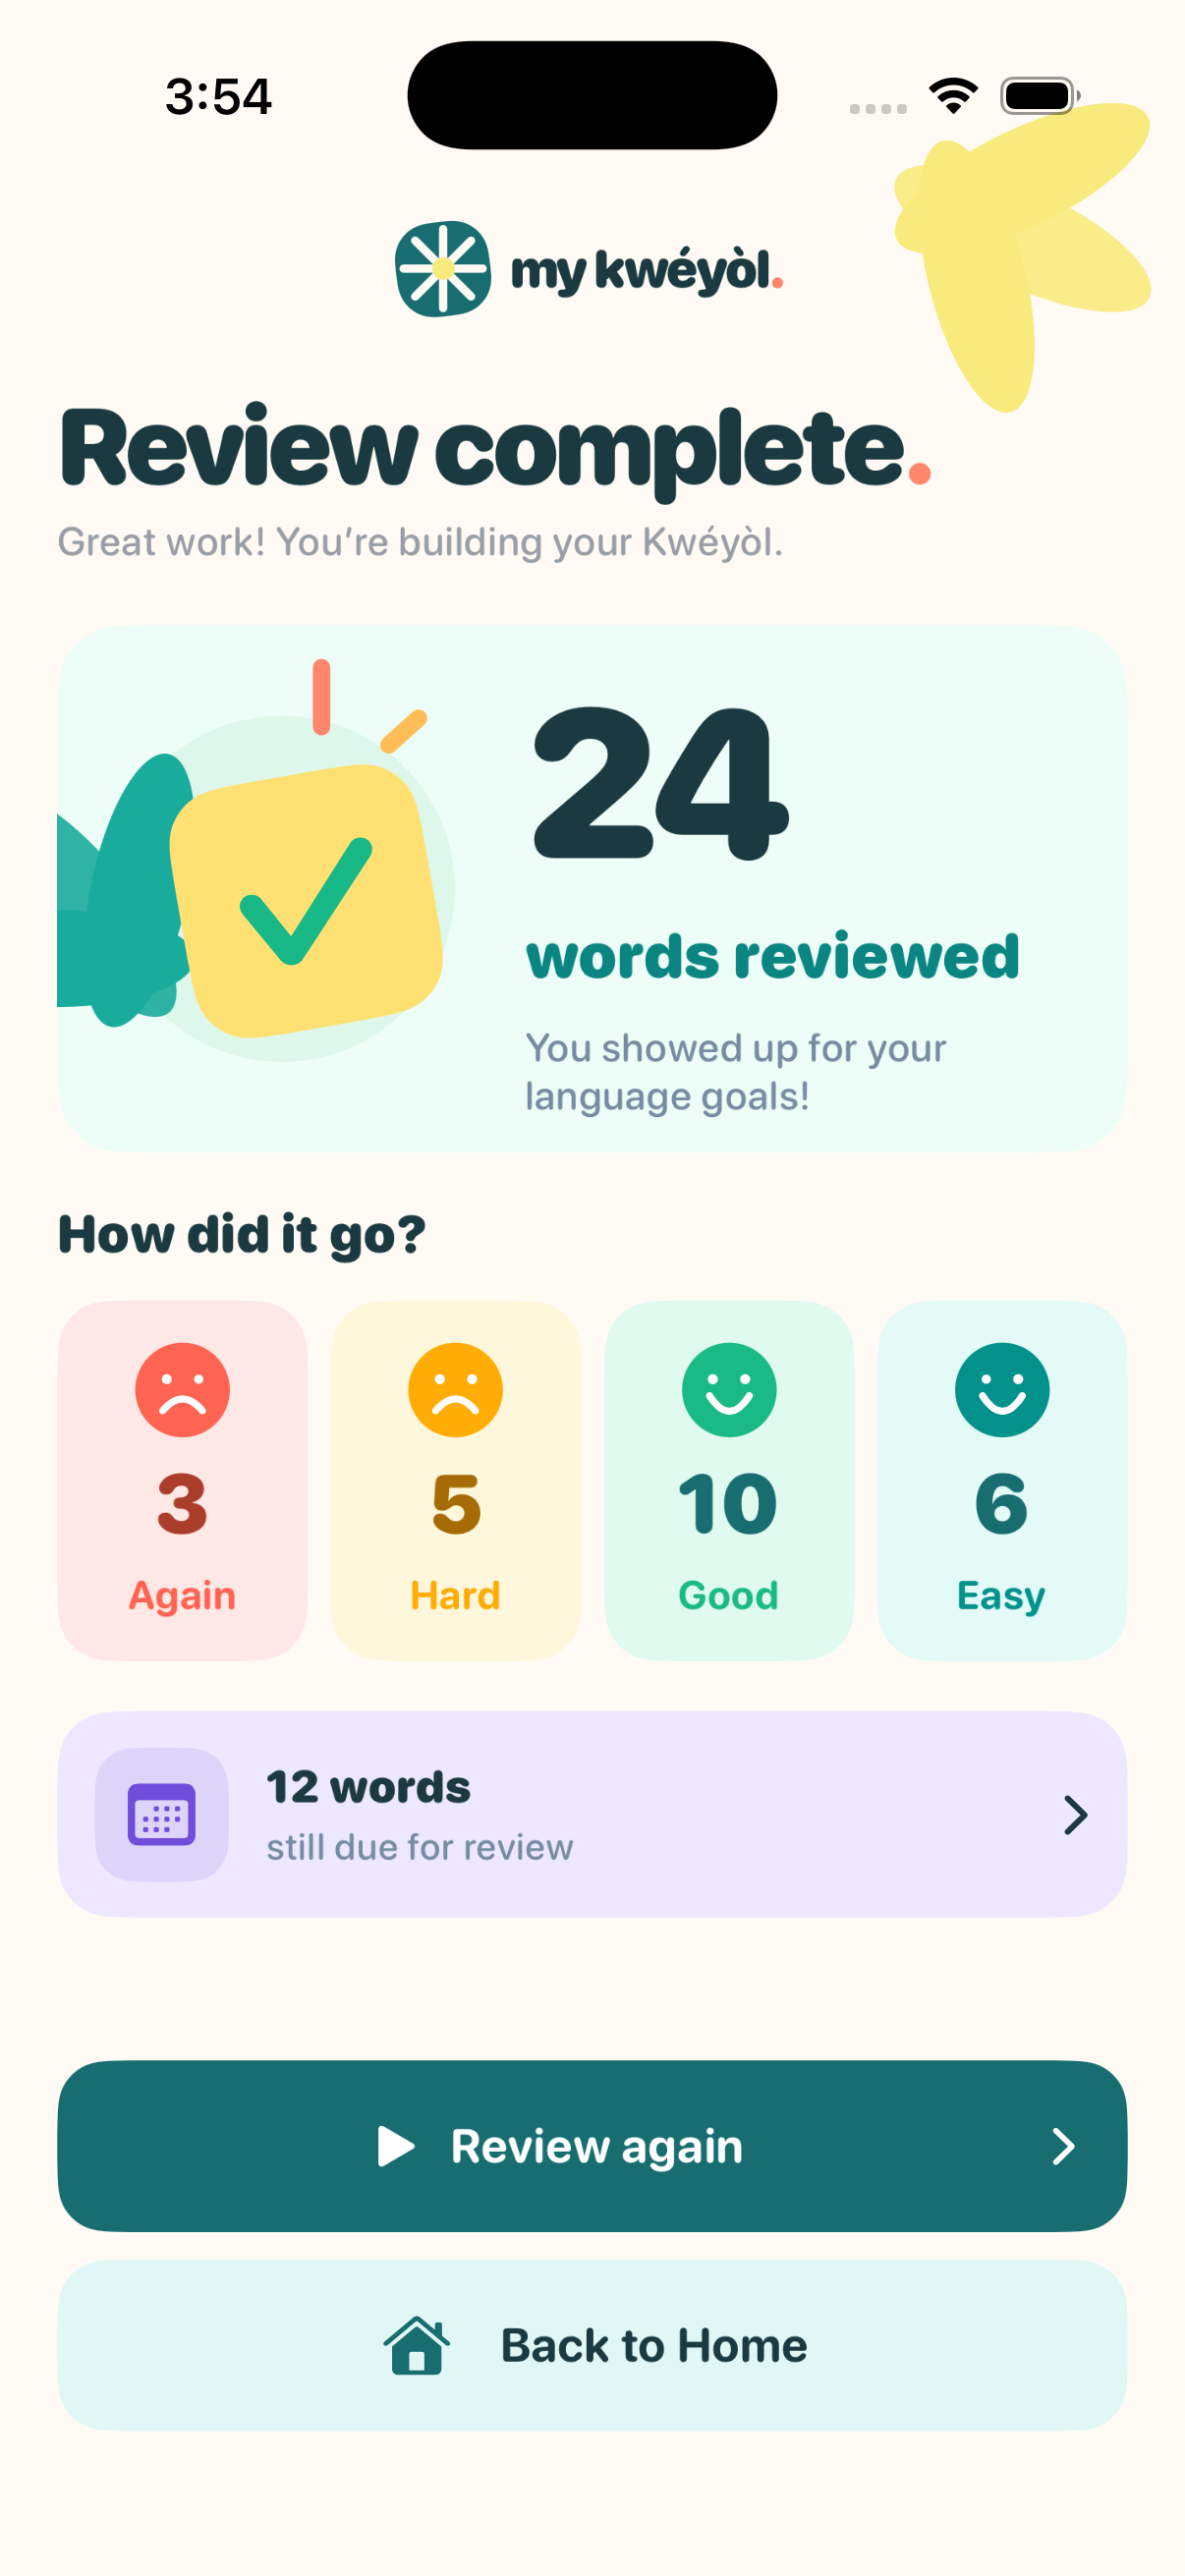 3:54
my kwéyòl.
Review complete.
Great work! You’re building your Kwéyòl.
24
words reviewed
You showed up for your
language goals!
How did it go?
3
Again
5
Hard
10
Good
6
Easy
12 words
still due for review
Review again
Back to Home